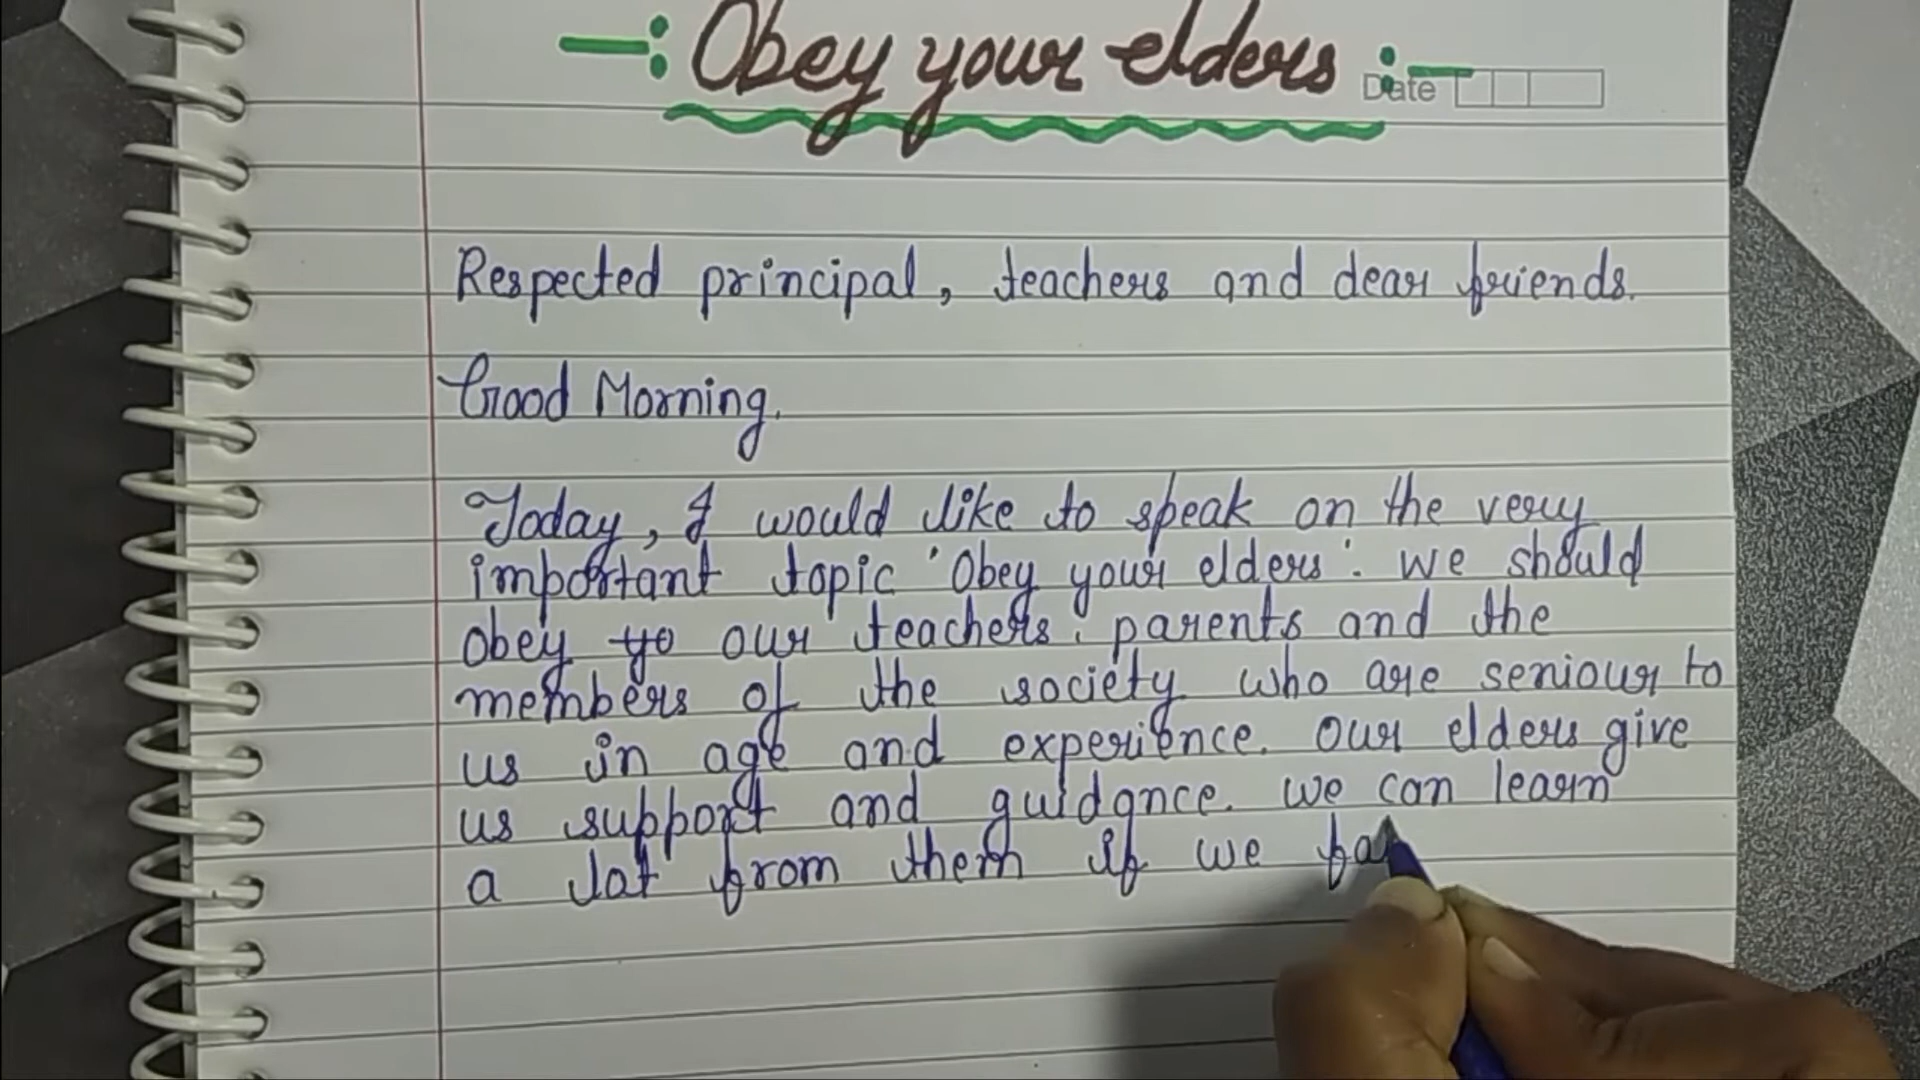 —: Obey your elders :—
Date
Respected principal, teachers and dear friends.
Good Morning.
Today, I would like to speak on the very
important topic 'Obey your elders'. we should
obey to our teachers, parents and the
members of the society who are seniour to
us in age and experience. Our elders give
us support and guidance. we can learn
a lot from them if we fa